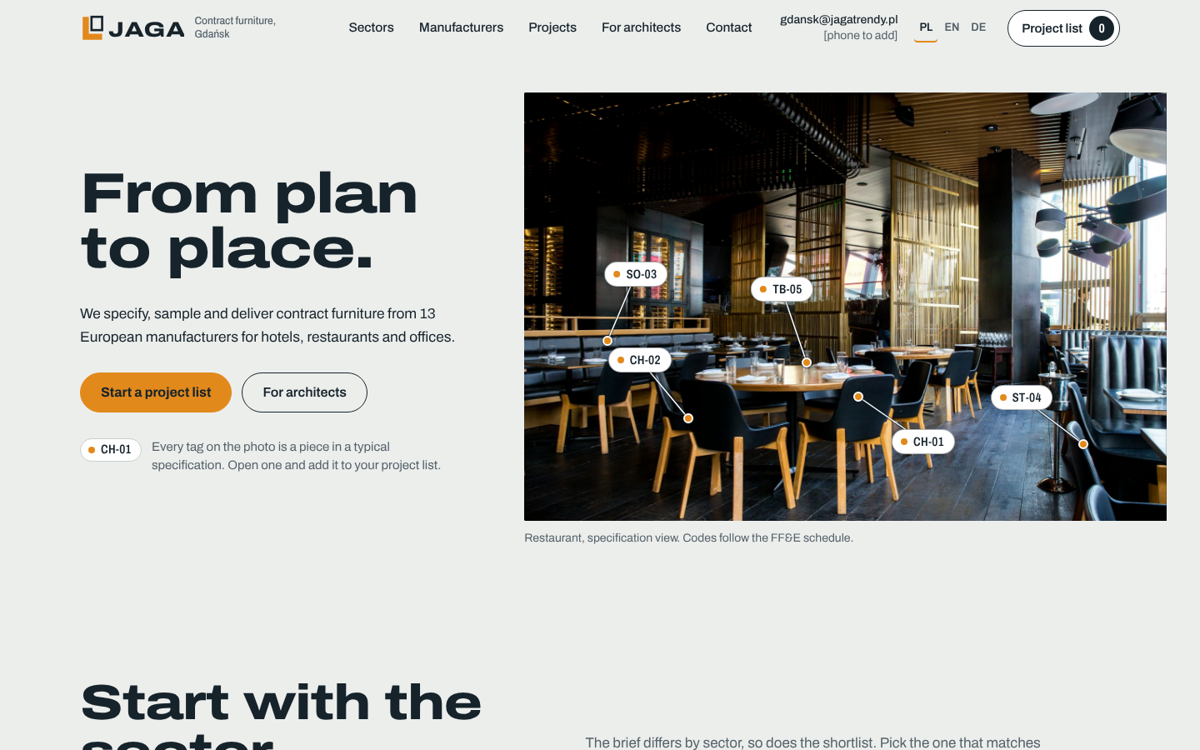 JAGA
Contract furniture,
Gdańsk
Sectors
Manufacturers
Projects
For architects
Contact
gdansk@jagatrendy.pl
[phone to add]
PL EN DE
Project list 0
From plan
to place.
We specify, sample and deliver contract furniture from 13
European manufacturers for hotels, restaurants and offices.
Start a project list
For architects
CH-01
Every tag on the photo is a piece in a typical
specification. Open one and add it to your project list.
SO-03
TB-05
CH-02
ST-04
CH-01
Restaurant, specification view. Codes follow the FF&E schedule.
Start with the
sector
The brief differs by sector, so does the shortlist. Pick the one that matches